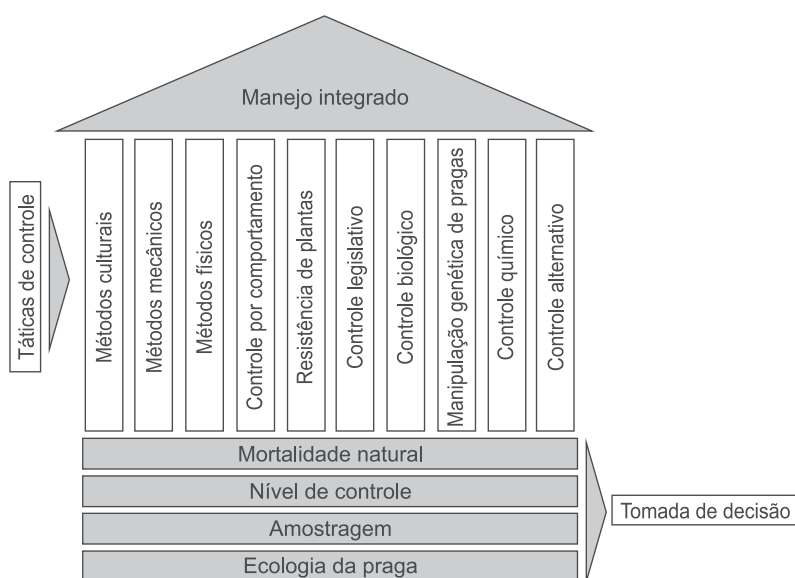 Manejo integrado
Táticas de controle
Métodos culturais
Métodos mecânicos
Métodos físicos
Controle por comportamento
Resistência de plantas
Controle legislativo
Controle biológico
Manipulação genética de pragas
Controle químico
Controle alternativo
Mortalidade natural
Nível de controle
Amostragem
Ecologia da praga
Tomada de decisão